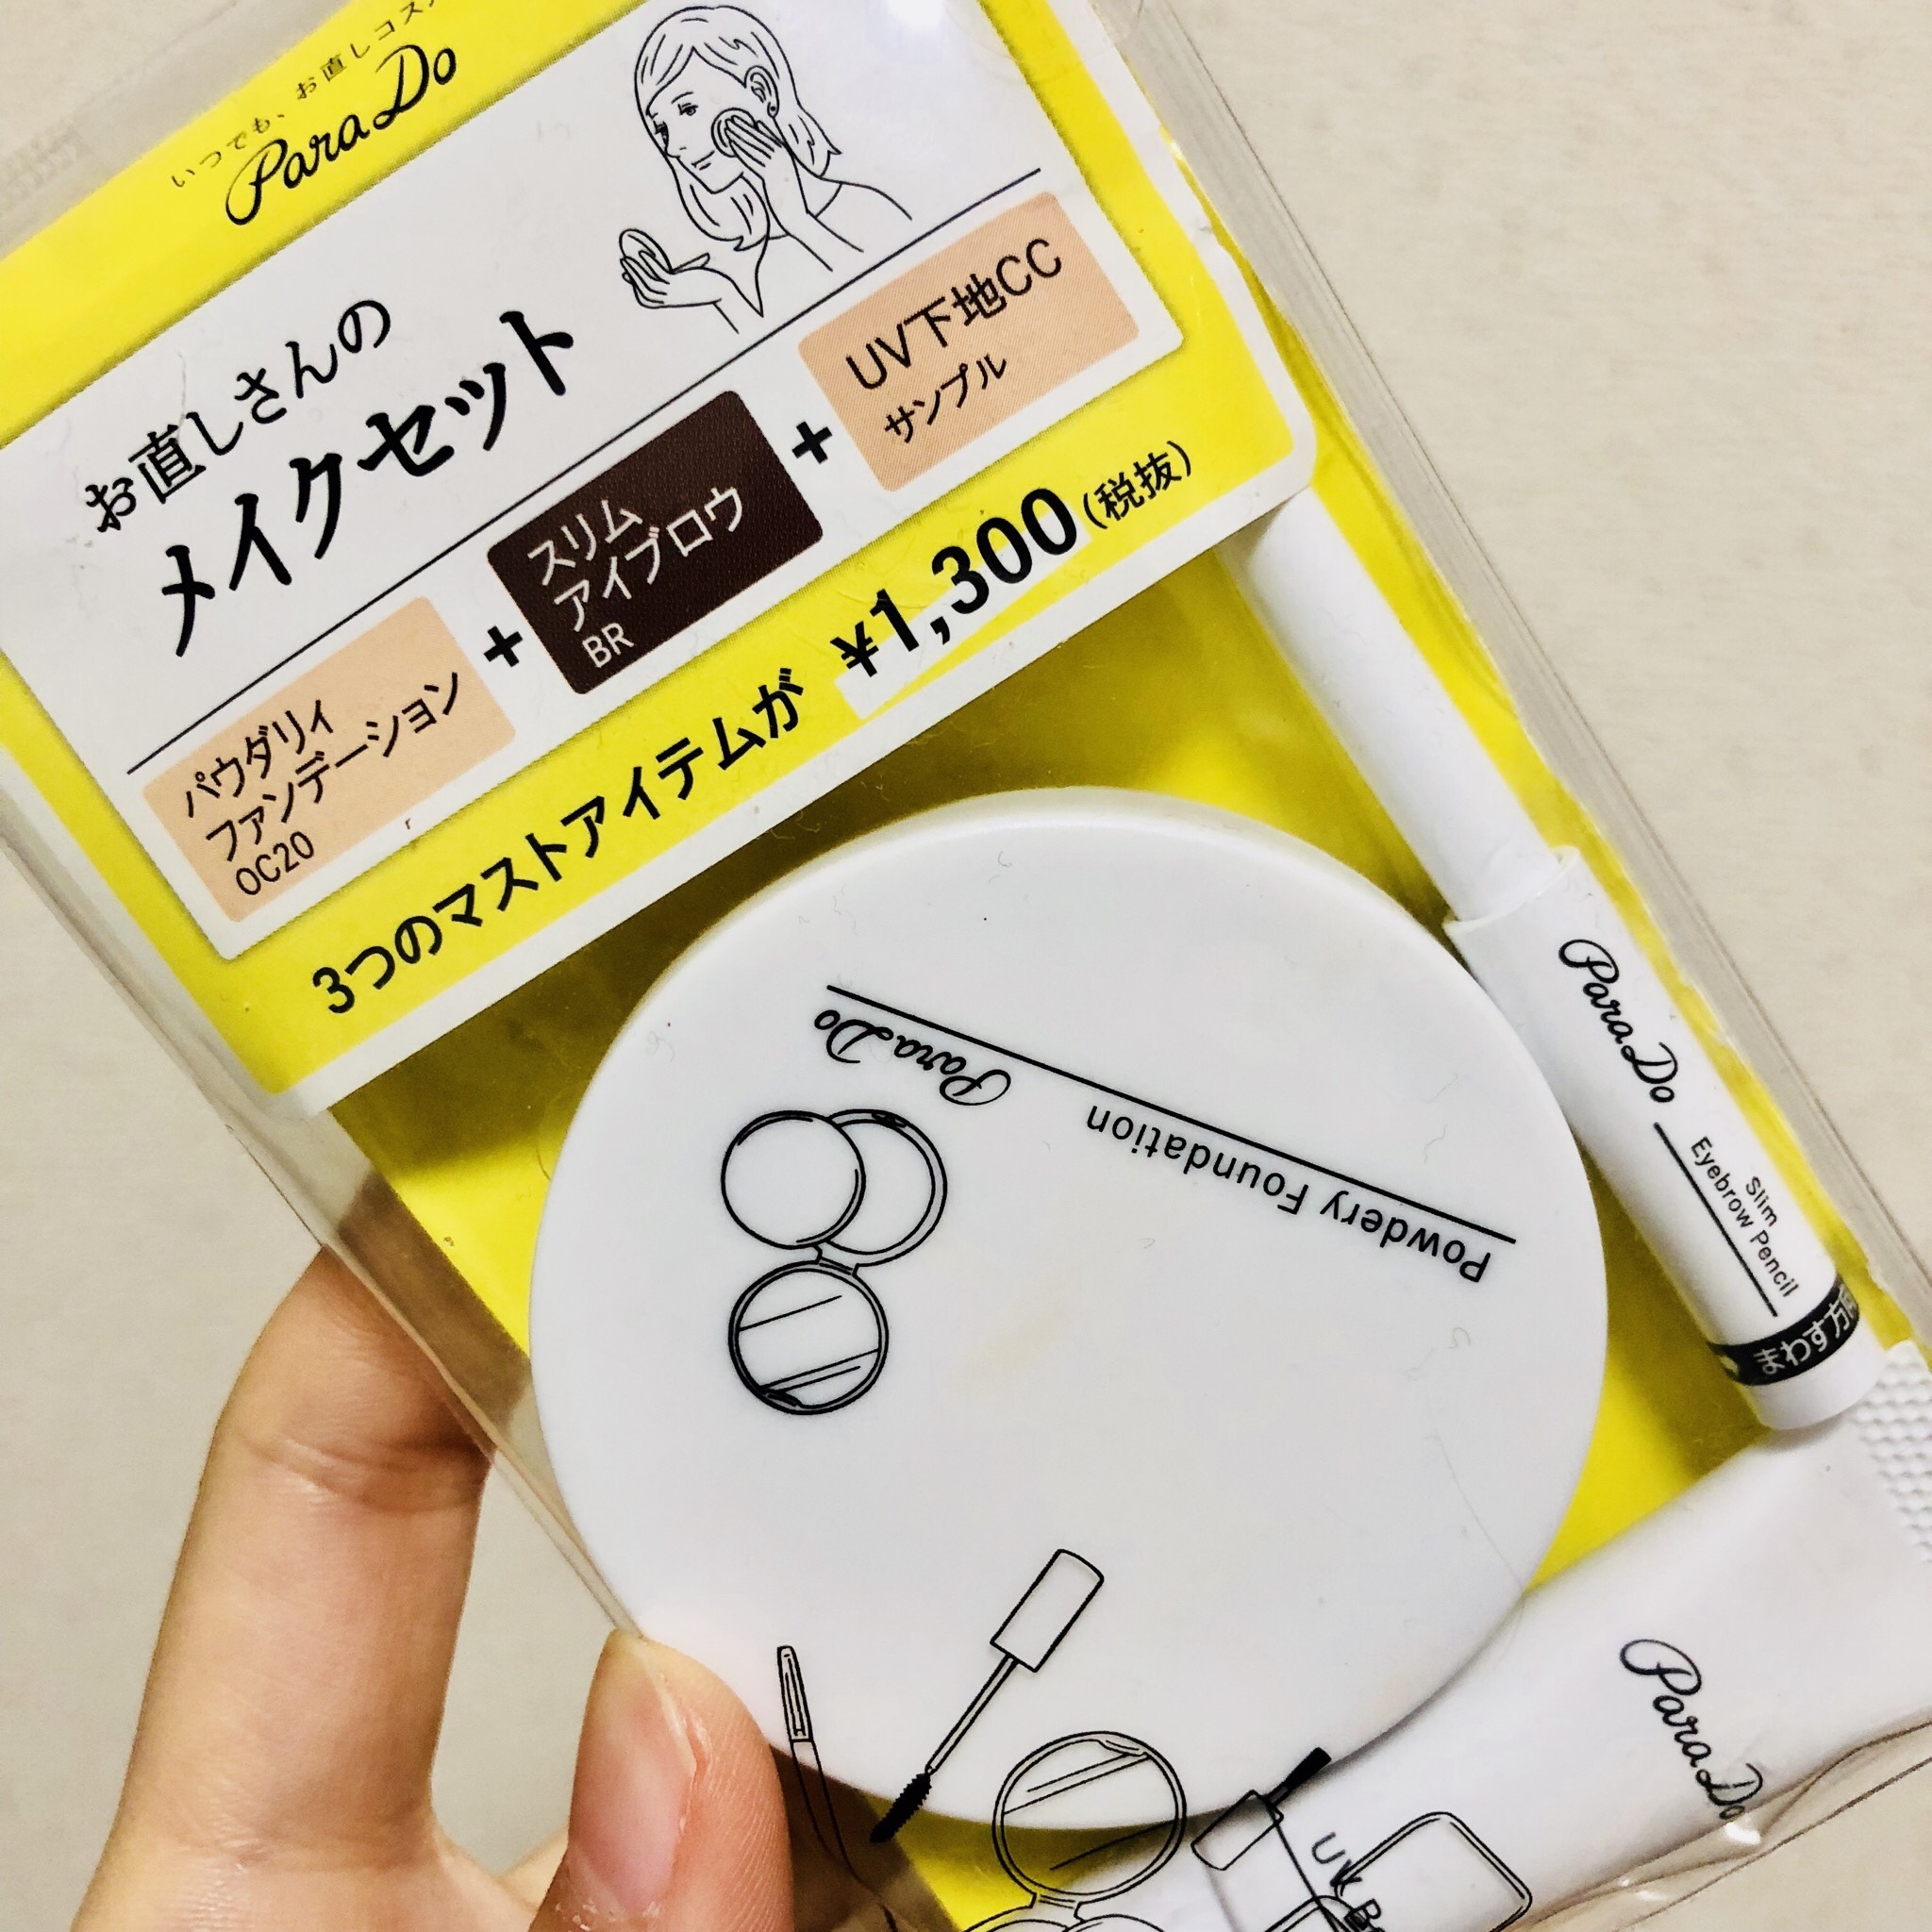 いつでも、お直しコス
ParaDo
お直しさんの
メイクセット
パウダリィ
ファンデーション
OC20
+
スリム
アイブロウ
BR
+
UV下地CC
サンプル
3つのマストアイテムが ¥1,300(税抜)
ParaDo
Powdery Foundation
ParaDo
Slim
Eyebrow Pencil
まわす方向
ParaDo
UV